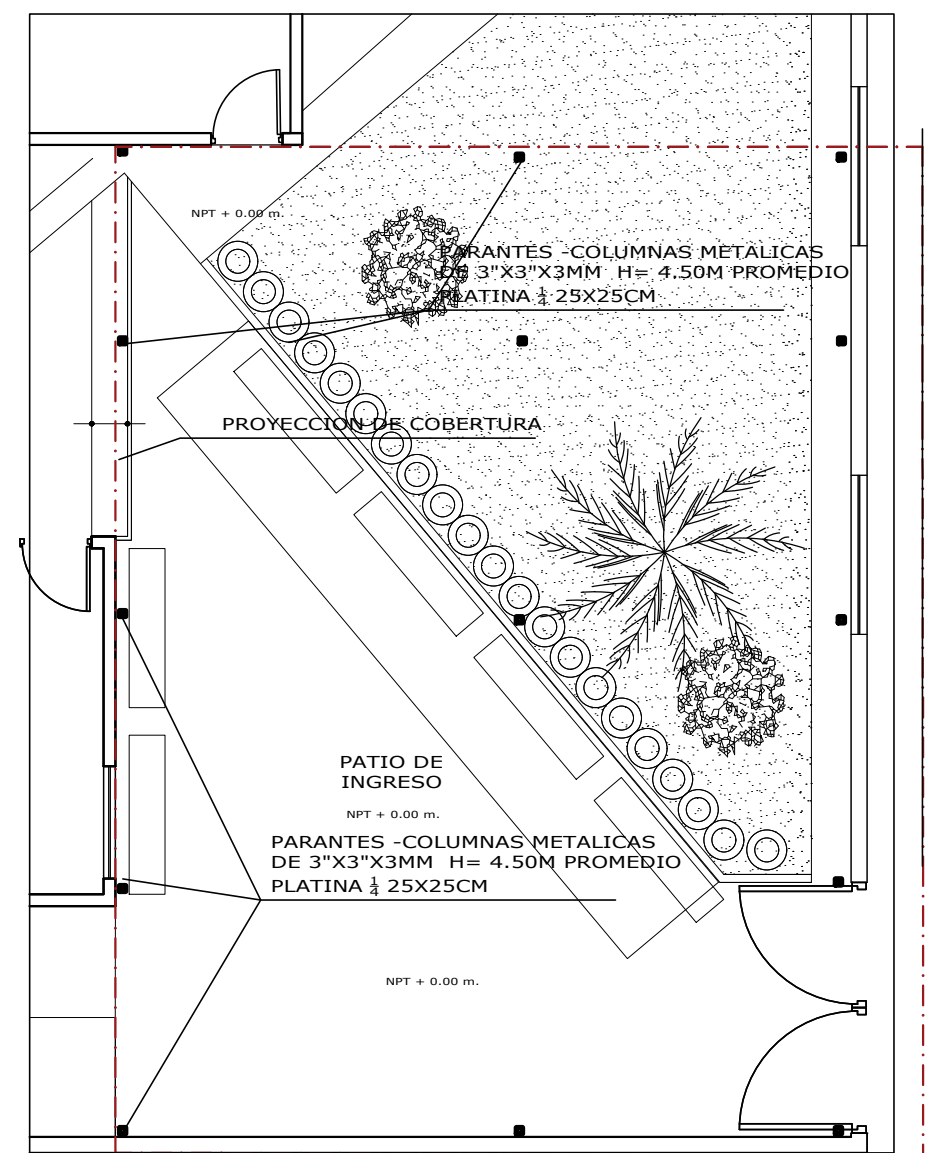 NPT + 0.00 m.
PARANTES -COLUMNAS METALICAS
DE 3"X3"X3MM H= 4.50M PROMEDIO
PLATINA ¼ 25X25CM
PROYECCION DE COBERTURA
PATIO DE
INGRESO
NPT + 0.00 m.
PARANTES -COLUMNAS METALICAS
DE 3"X3"X3MM H= 4.50M PROMEDIO
PLATINA ¼ 25X25CM
NPT + 0.00 m.